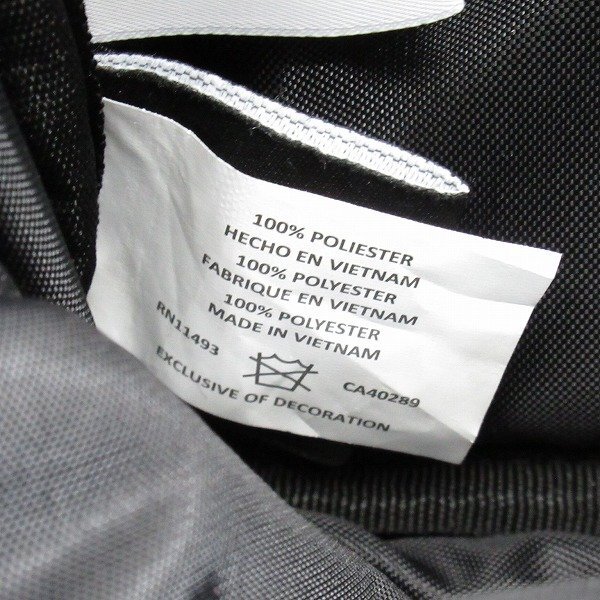 100% POLIESTER
HECHO EN VIETNAM
100% POLYESTER
FABRIQUE EN VIETNAM
100% POLYESTER
MADE IN VIETNAM
RN11493
CA40289
EXCLUSIVE OF DECORATION